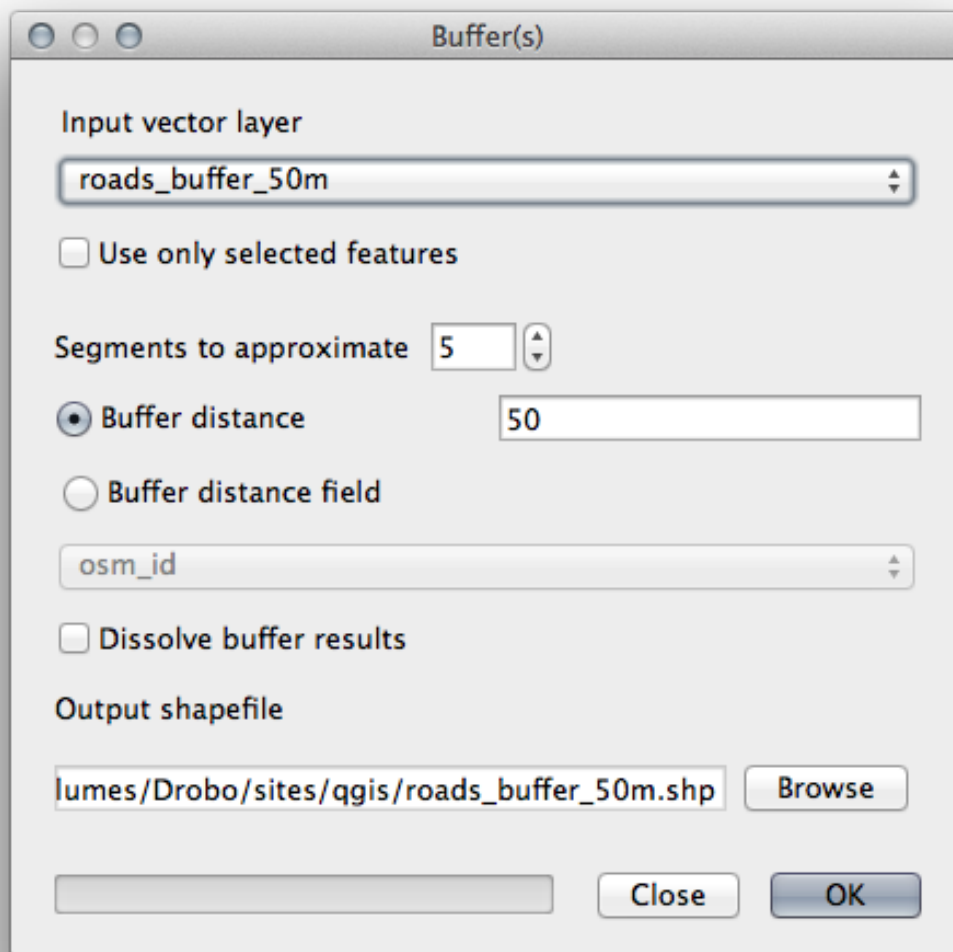 Buffer(s)
Input vector layer
roads_buffer_50m
Use only selected features
Segments to approximate 5
Buffer distance 50
Buffer distance field
osm_id
Dissolve buffer results
Output shapefile
lumes/Drobo/sites/qgis/roads_buffer_50m.shp Browse
Close OK